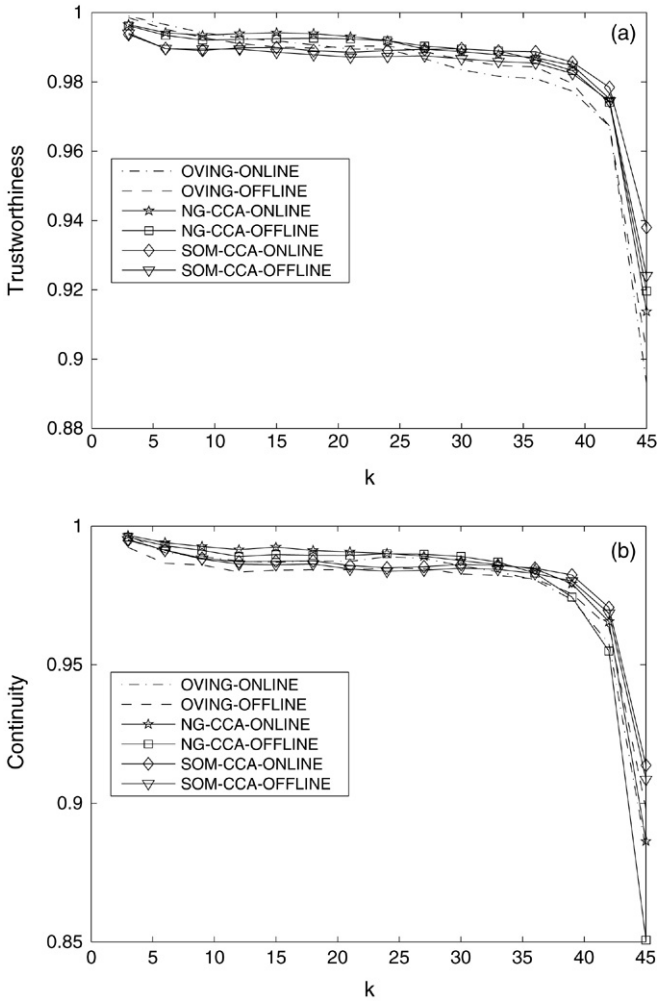 1
(a)
0.98
0.96
OVING-ONLINE
OVING-OFFLINE
NG-CCA-ONLINE
0.94
NG-CCA-OFFLINE
SOM-CCA-ONLINE
SOM-CCA-OFFLINE
Trustworthiness
0.92
0.9
0.88
0 5 10 15 20 25 30 35 40 45
k
1
(b)
0.95
OVING-ONLINE
OVING-OFFLINE
NG-CCA-ONLINE
NG-CCA-OFFLINE
SOM-CCA-ONLINE
SOM-CCA-OFFLINE
Continuity
0.9
0.85
0 5 10 15 20 25 30 35 40 45
k